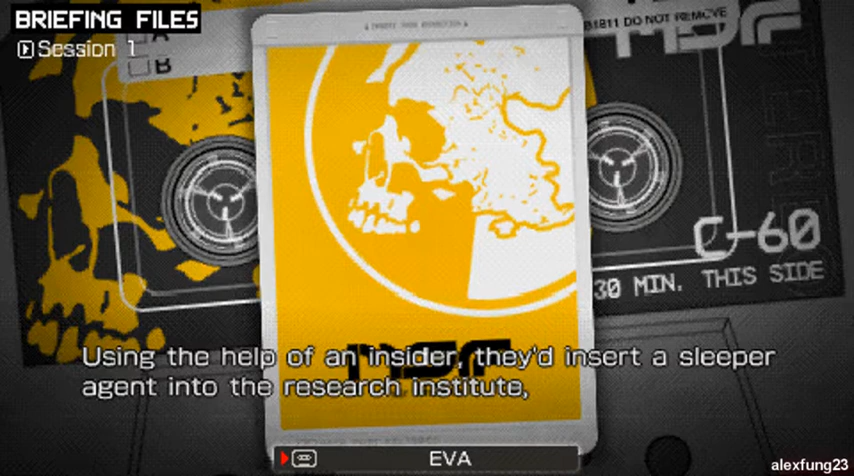 BRIEFING FILES
Session 1
A
B
B1811 DO NOT REMOVE
MSF
C-60
30 MIN. THIS SIDE
MSF
Using the help of an insider, they'd insert a sleeper
agent into the research institute,
EVA
alexfung23